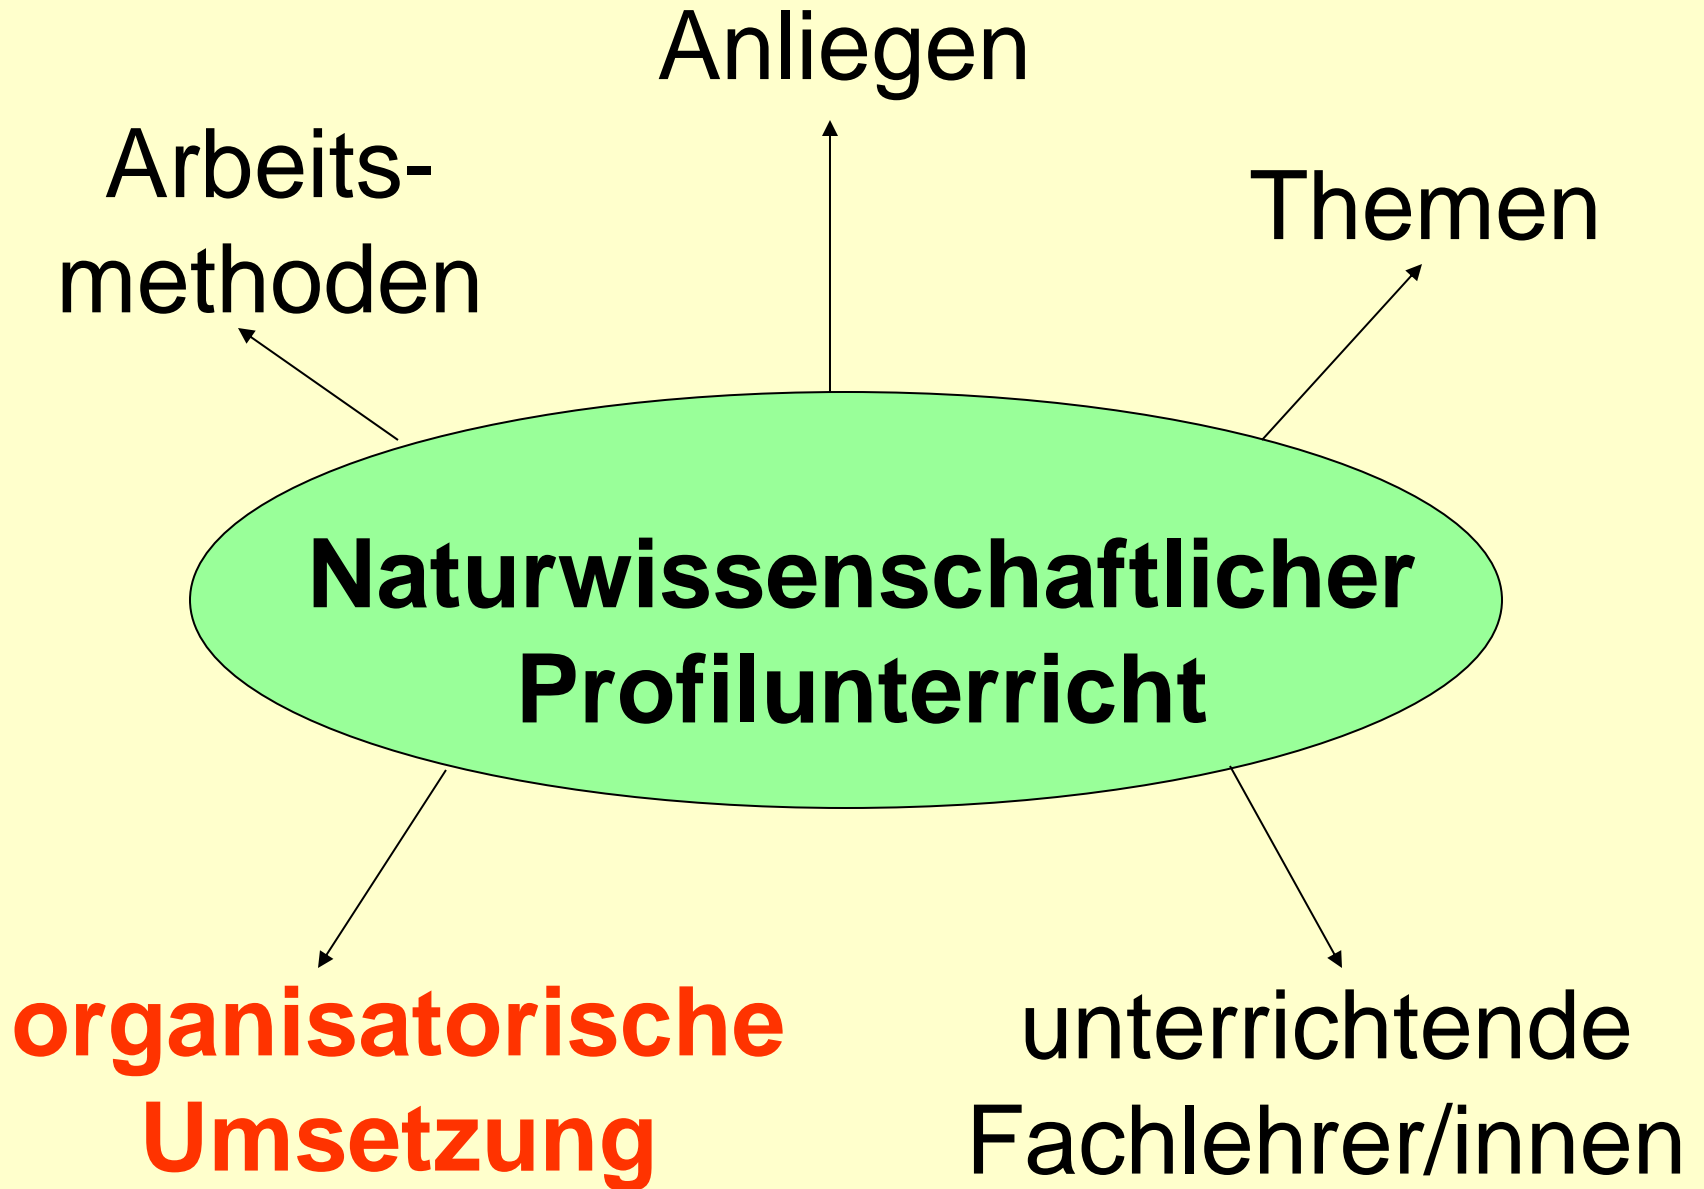 Anliegen
Arbeits-
methoden
Themen
Naturwissenschaftlicher
Profilunterricht
organisatorische
Umsetzung
unterrichtende
Fachlehrer/innen